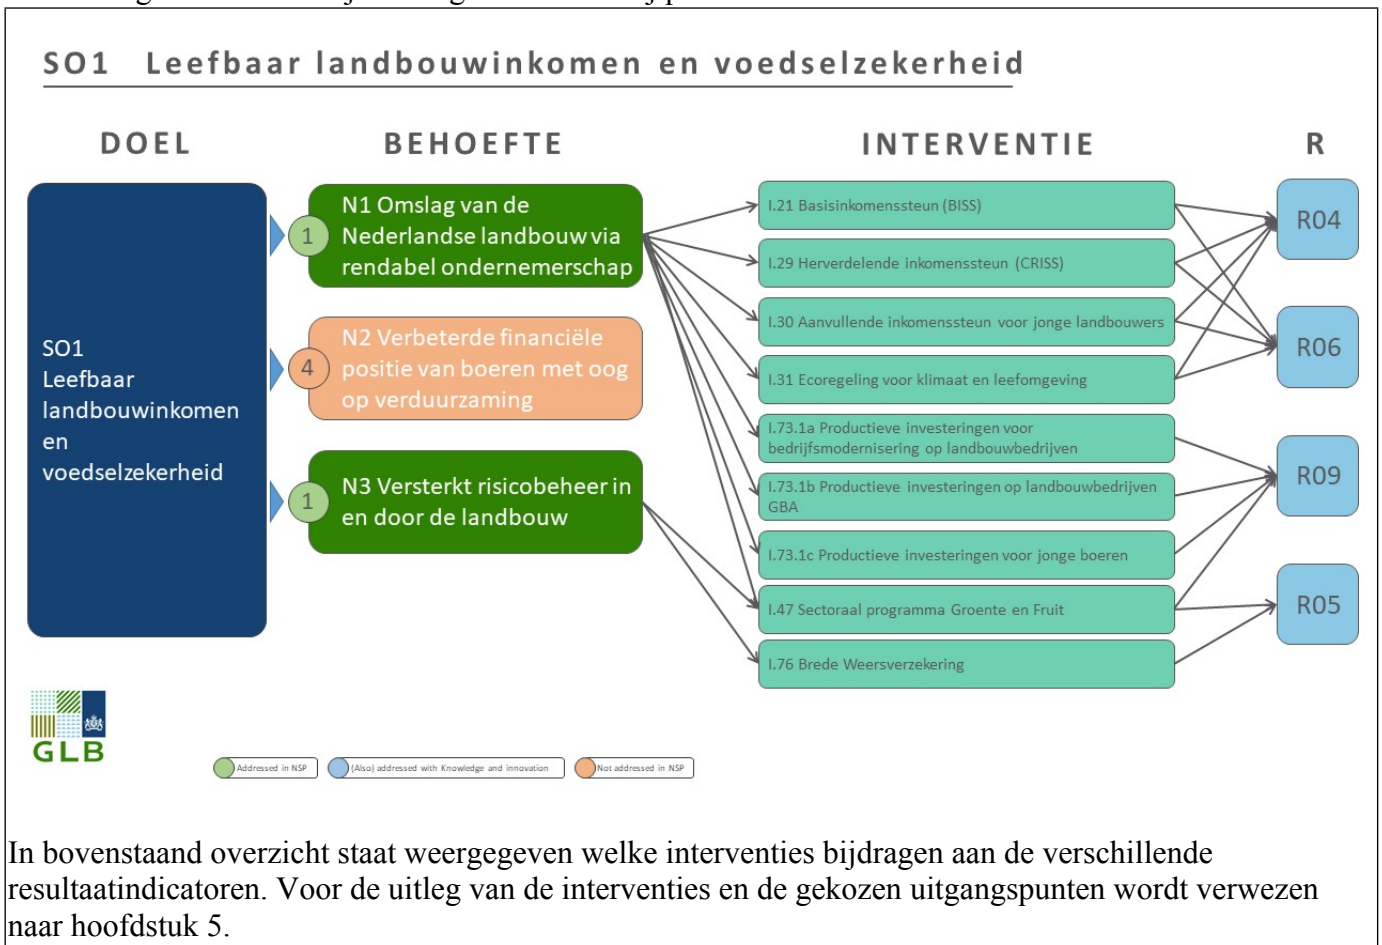 SO1 Leefbaar landbouwinkomen en voedselzekerheid
DOEL
BEHOEFTE
INTERVENTIE
R
SO1
Leefbaar
landbouwinkomen
en
voedselzekerheid
1
N1 Omslag van de
Nederlandse landbouw via
rendabel ondernemerschap
4
N2 Verbeterde financiële
positie van boeren met oog
op verduurzaming
1
N3 Versterkt risicobeheer in
en door de landbouw
I.21 Basisinkomenssteun (BISS)
I.29 Herverdelende inkomenssteun (CRISS)
I.30 Aanvullende inkomenssteun voor jonge landbouwers
I.31 Ecoregeling voor klimaat en leefomgeving
I.73.1a Productieve investeringen voor
bedrijfsmodernisering op landbouwbedrijven
I.73.1b Productieve investeringen op landbouwbedrijven
GBA
I.73.1c Productieve investeringen voor jonge boeren
I.47 Sectoraal programma Groente en Fruit
I.76 Brede Weersverzekering
R04
R06
R09
R05
GLB
Addressed in NSP
(Also) addressed with Knowledge and innovation
Not addressed in NSP
In bovenstaand overzicht staat weergegeven welke interventies bijdragen aan de verschillende
resultaatindicatoren. Voor de uitleg van de interventies en de gekozen uitgangspunten wordt verwezen
naar hoofdstuk 5.